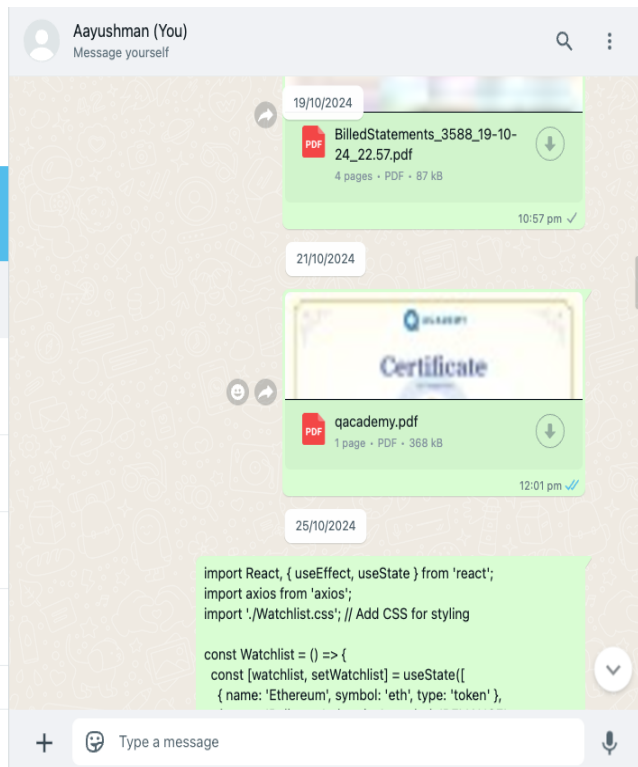 Aayushman (You)
Message yourself
19/10/2024
PDF
BilledStatements_3588_19-10-
24_22.57.pdf
4 pages • PDF • 87 kB
10:57 pm
21/10/2024
Certificate
PDF
qacademy.pdf
1 page • PDF • 368 kB
12:01 pm
25/10/2024
import React, { useEffect, useState } from 'react';
import axios from 'axios';
import './Watchlist.css'; // Add CSS for styling
const Watchlist = () => {
const [watchlist, setWatchlist] = useState([
{ name: 'Ethereum', symbol: 'eth', type: 'token' },
Type a message